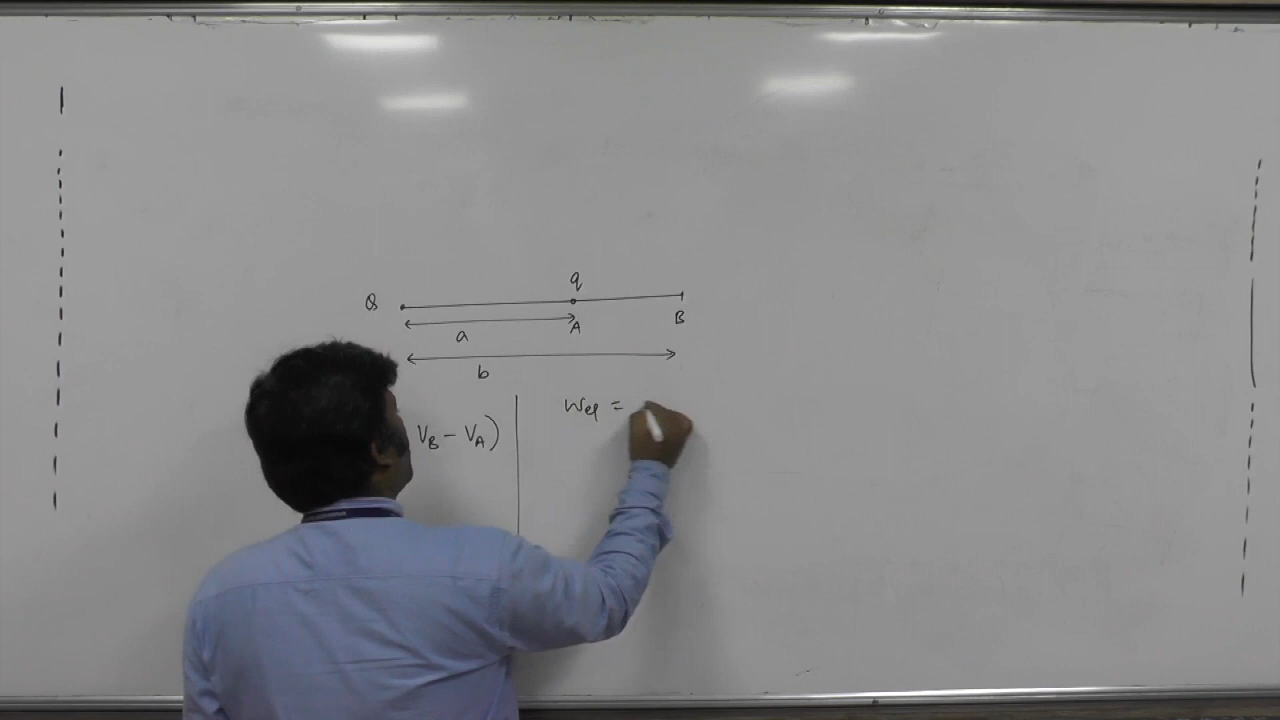 q
Q
a
A
B
b
V_B - V_A)
W_el =